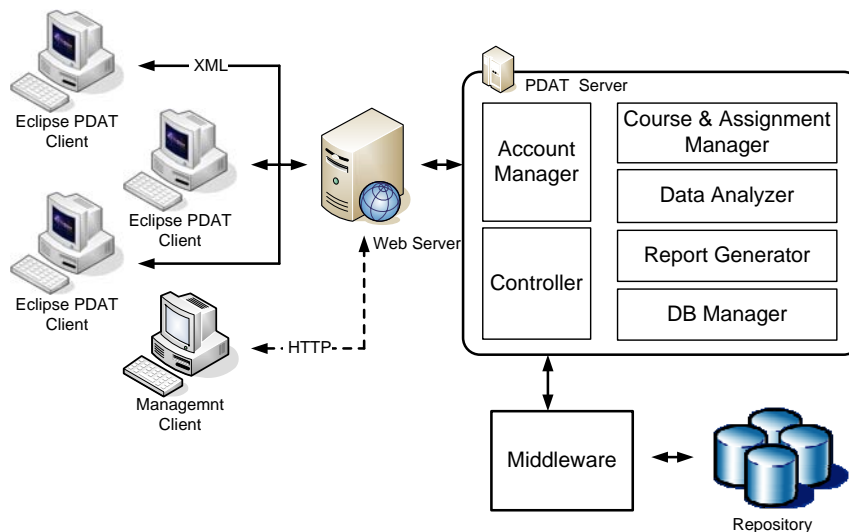 XML
Eclipse PDAT
Client
Eclipse PDAT
Client
Eclipse PDAT
Client
HTTP
Managemnt
Client
Web Server
PDAT Server
Account
Manager
Controller
Course & Assignment
Manager
Data Analyzer
Report Generator
DB Manager
Middleware
Repository